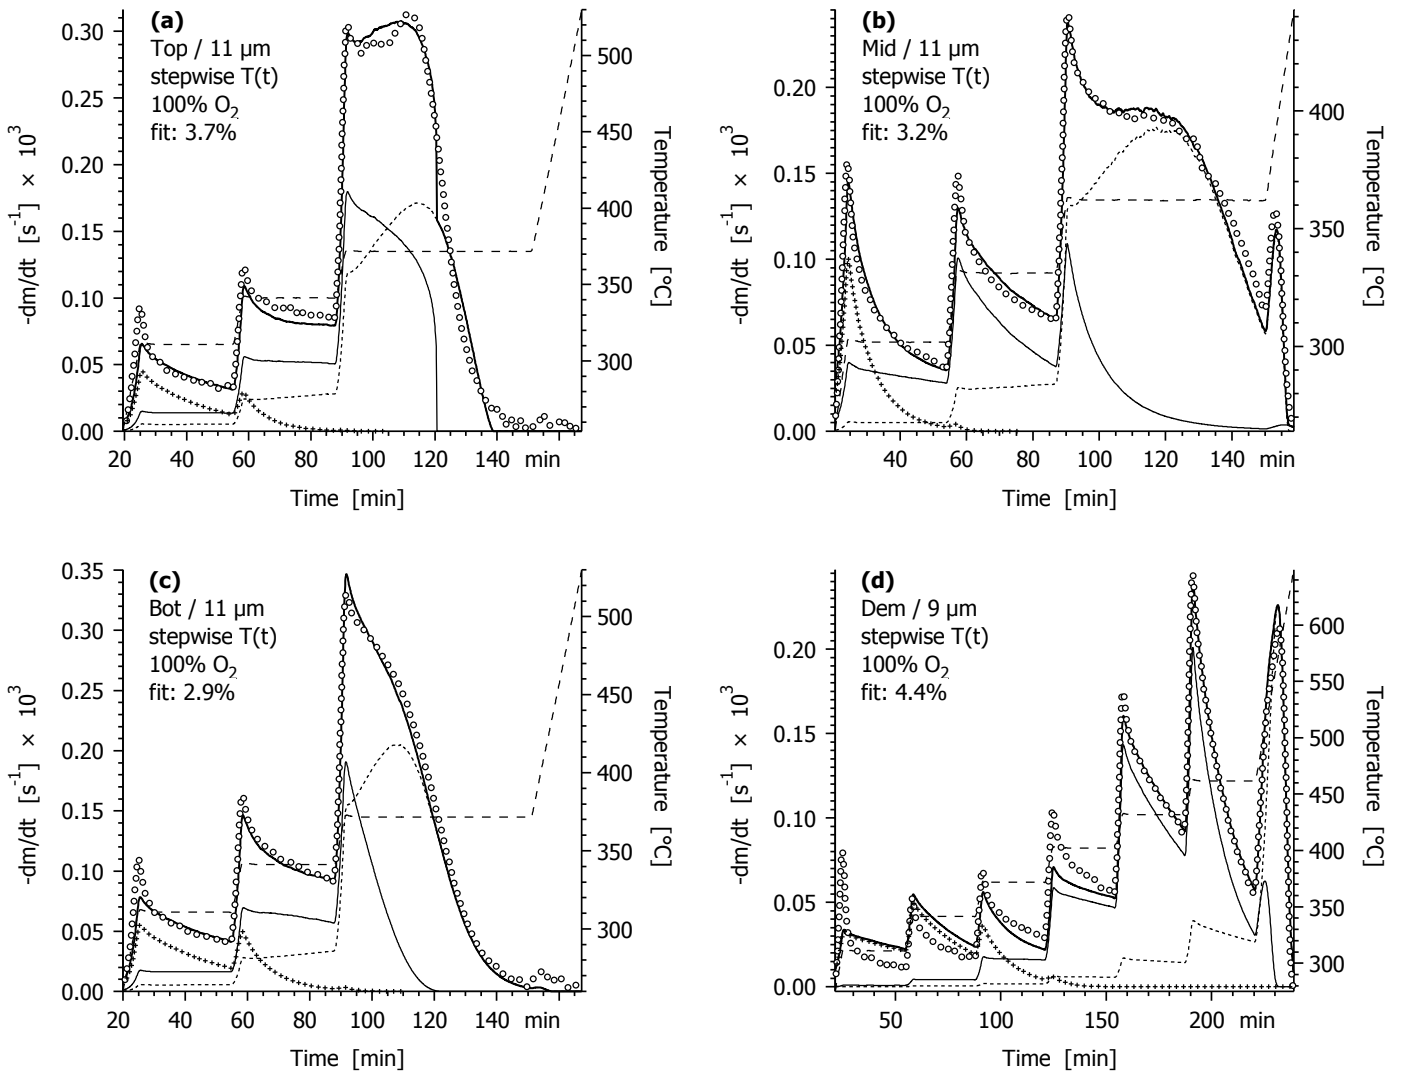 (a)
Top / 11 µm
stepwise T(t)
100% O2
fit: 3.7%
0.30
0.25
0.20
0.15
0.10
0.05
0.00
-dm/dt [s-1] × 103
500
450
400
350
300
Temperature [°C]
20
40
60
80
100
120
140
min
Time [min]
(b)
Mid / 11 µm
stepwise T(t)
100% O2
fit: 3.2%
0.20
0.15
0.10
0.05
0.00
-dm/dt [s-1] × 103
400
350
300
Temperature [°C]
40
60
80
100
120
140
min
Time [min]
(c)
Bot / 11 µm
stepwise T(t)
100% O2
fit: 2.9%
0.35
0.30
0.25
0.20
0.15
0.10
0.05
0.00
-dm/dt [s-1] × 103
500
450
400
350
300
Temperature [°C]
20
40
60
80
100
120
140
min
Time [min]
(d)
Dem / 9 µm
stepwise T(t)
100% O2
fit: 4.4%
0.20
0.15
0.10
0.05
0.00
-dm/dt [s-1] × 103
600
550
500
450
400
350
300
Temperature [°C]
50
100
150
200
min
Time [min]